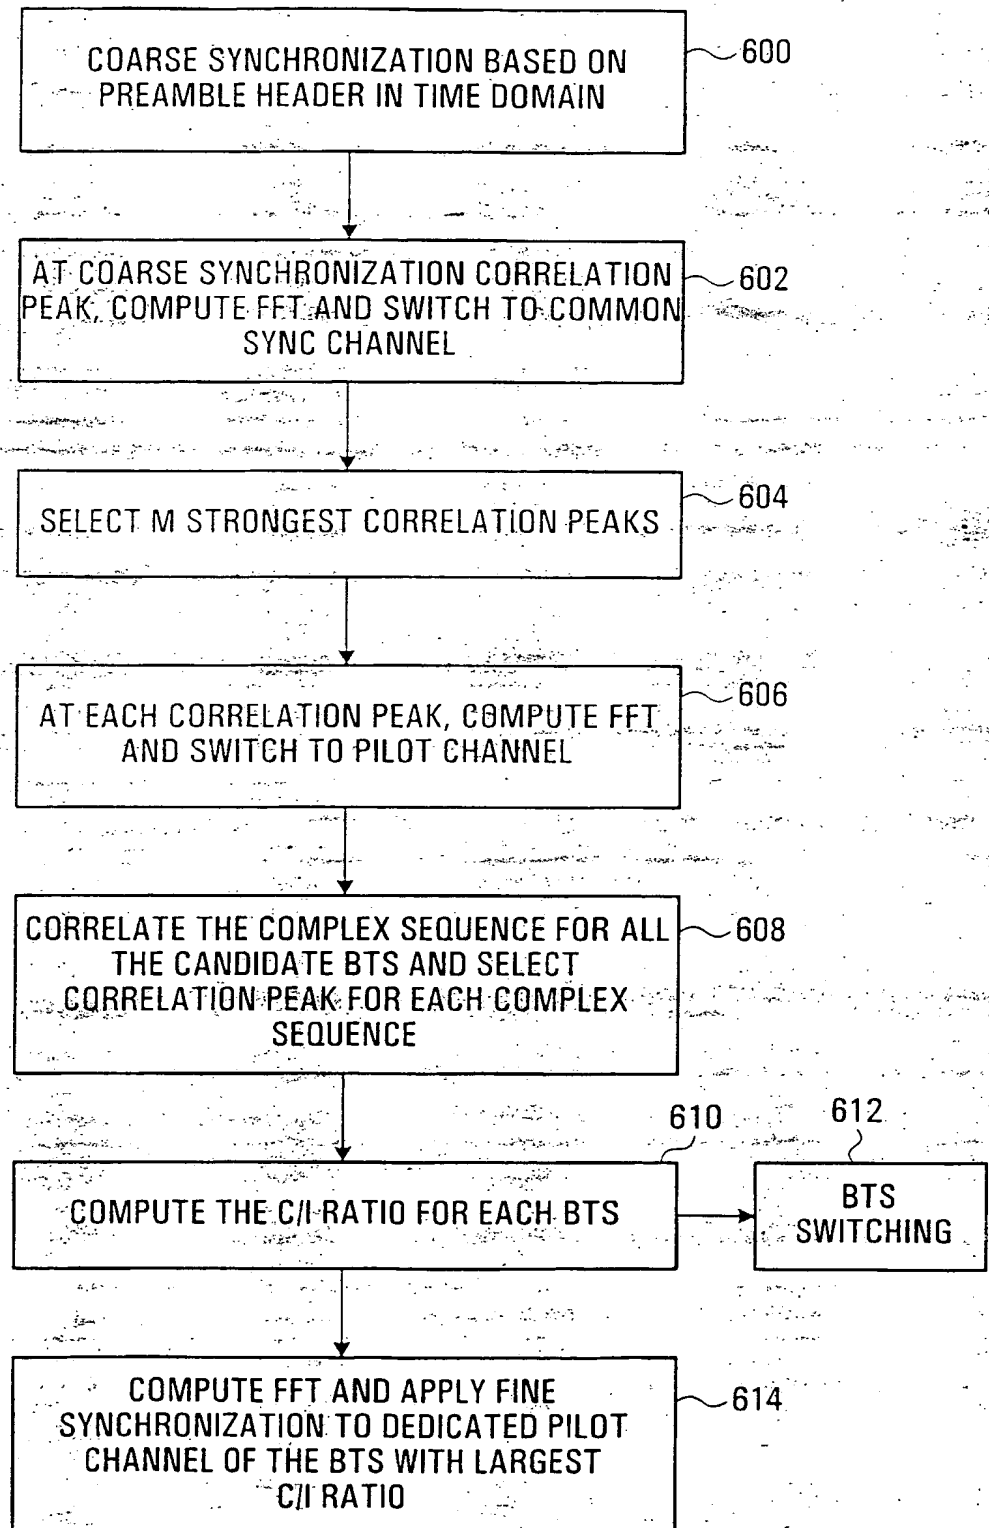 COARSE SYNCHRONIZATION BASED ON
PREAMBLE HEADER IN TIME DOMAIN
600
AT COARSE SYNCHRONIZATION CORRELATION
PEAK, COMPUTE FFT AND SWITCH TO COMMON
SYNC CHANNEL
602
SELECT M STRONGEST CORRELATION PEAKS
604
AT EACH CORRELATION PEAK, COMPUTE FFT
AND SWITCH TO PILOT CHANNEL
606
CORRELATE THE COMPLEX SEQUENCE FOR ALL
THE CANDIDATE BTS AND SELECT
CORRELATION PEAK FOR EACH COMPLEX
SEQUENCE
608
COMPUTE THE C/I RATIO FOR EACH BTS
610
BTS
SWITCHING
612
COMPUTE FFT AND APPLY FINE
SYNCHRONIZATION TO DEDICATED PILOT
CHANNEL OF THE BTS WITH LARGEST
C/I RATIO
614